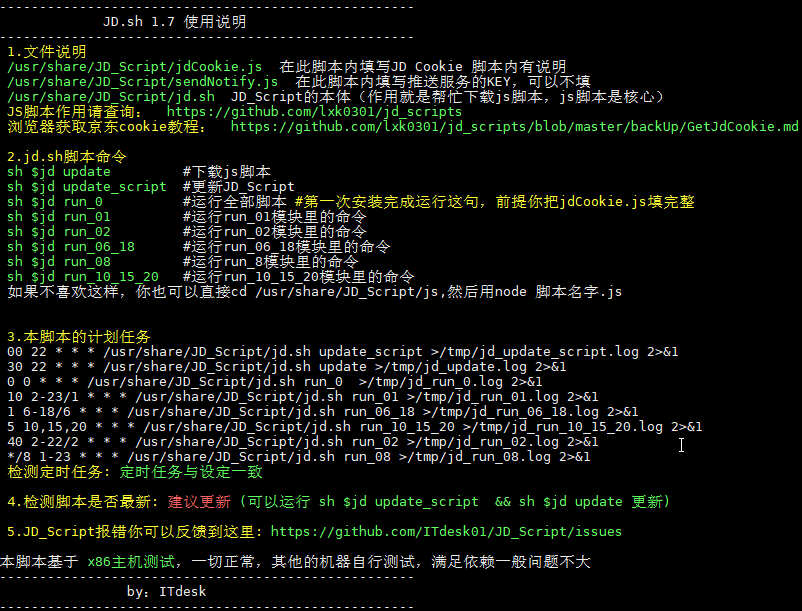 ----------------------------------------------------
JD.sh 1.7 使用说明
----------------------------------------------------
1.文件说明
/usr/share/JD_Script/jdCookie.js 在此脚本内填写JD Cookie 脚本内有说明
/usr/share/JD_Script/sendNotify.js 在此脚本内填写推送服务的KEY，可以不填
/usr/share/JD_Script/jd.sh JD_Script的本体（作用就是帮忙下载js脚本，js脚本是核心）
JS脚本作用请查询： https://github.com/lxk0301/jd_scripts
浏览器获取京东cookie教程： https://github.com/lxk0301/jd_scripts/blob/master/backUp/GetJdCookie.md
2.jd.sh脚本命令
sh $jd update #下载js脚本
sh $jd update_script #更新JD_Script
sh $jd run_0 #运行全部脚本 #第一次安装完成运行这句，前提你把jdCookie.js填完整
sh $jd run_01 #运行run_01模块里的命令
sh $jd run_02 #运行run_02模块里的命令
sh $jd run_06_18 #运行run_06_18模块里的命令
sh $jd run_08 #运行run_8模块里的命令
sh $jd run_10_15_20 #运行run_10_15_20模块里的命令
如果不喜欢这样，你也可以直接cd /usr/share/JD_Script/js,然后用node 脚本名字.js
3.本脚本的计划任务
00 22 * * * /usr/share/JD_Script/jd.sh update_script >/tmp/jd_update_script.log 2>&1
30 22 * * * /usr/share/JD_Script/jd.sh update >/tmp/jd_update.log 2>&1
0 0 * * * /usr/share/JD_Script/jd.sh run_0 >/tmp/jd_run_0.log 2>&1
10 2-23/1 * * * /usr/share/JD_Script/jd.sh run_01 >/tmp/jd_run_01.log 2>&1
1 6-18/6 * * * /usr/share/JD_Script/jd.sh run_06_18 >/tmp/jd_run_06_18.log 2>&1
5 10,15,20 * * * /usr/share/JD_Script/jd.sh run_10_15_20 >/tmp/jd_run_10_15_20.log 2>&1
40 2-22/2 * * * /usr/share/JD_Script/jd.sh run_02 >/tmp/jd_run_02.log 2>&1
*/8 1-23 * * * /usr/share/JD_Script/jd.sh run_08 >/tmp/jd_run_08.log 2>&1
检测定时任务: 定时任务与设定一致
4.检测脚本是否最新: 建议更新 (可以运行 sh $jd update_script && sh $jd update 更新)
5.JD_Script报错你可以反馈到这里: https://github.com/ITdesk01/JD_Script/issues
本脚本基于 x86主机测试，一切正常，其他的机器自行测试，满足依赖一般问题不大
----------------------------------------------------
by：ITdesk
----------------------------------------------------